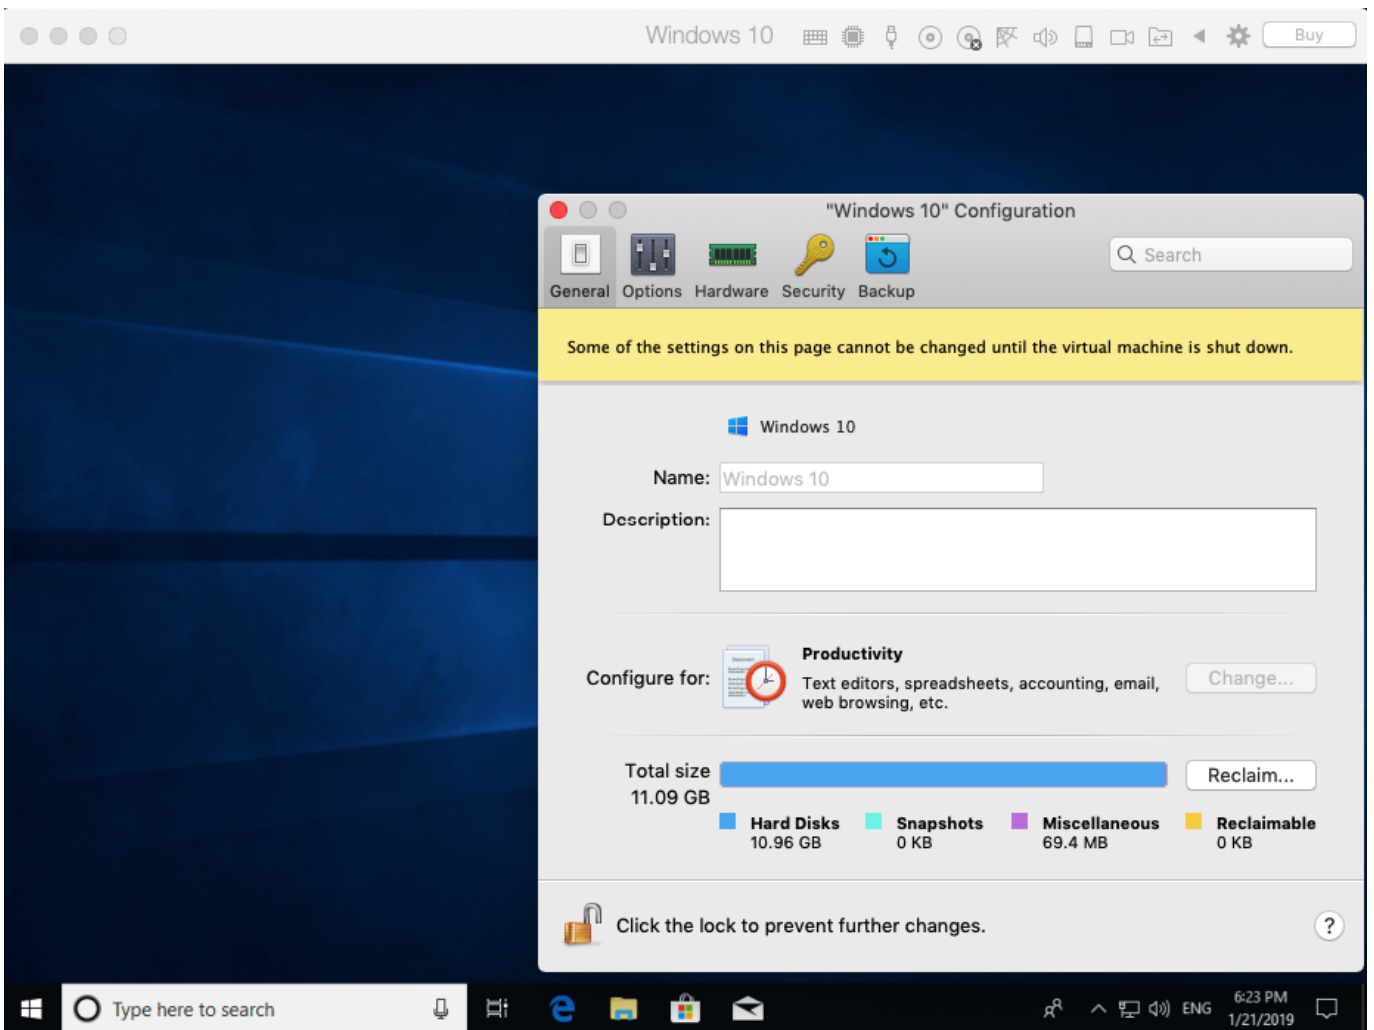 Windows 10
Buy
"Windows 10" Configuration
General Options Hardware Security Backup
Search
Some of the settings on this page cannot be changed until the virtual machine is shut down.
Windows 10
Name: Windows 10
Description:
Configure for:
Productivity
Text editors, spreadsheets, accounting, email,
web browsing, etc.
Change...
Total size
11.09 GB
Reclaim...
Hard Disks Snapshots Miscellaneous Reclaimable
10.96 GB 0 KB 69.4 MB 0 KB
Click the lock to prevent further changes.
?
Type here to search
ENG
6:23 PM
1/21/2019